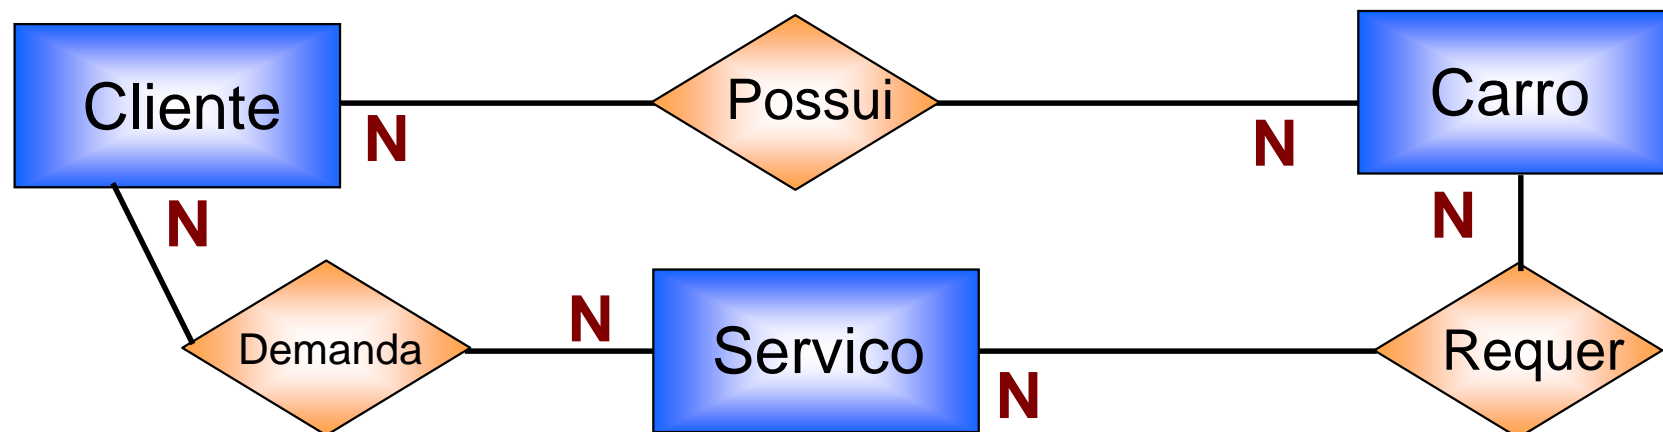 Cliente
Possui
Carro
N
N
N
N
Demanda
N
Servico
N
Requer